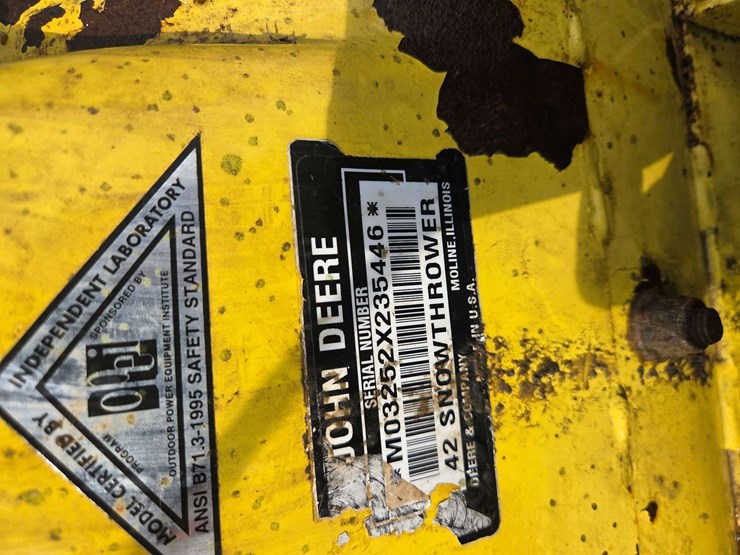 MODEL CERTIFIED BY INDEPENDENT LABORATORY
PROGRAM SPONSORED BY
OPEI
OUTDOOR POWER EQUIPMENT INSTITUTE
ANSI B71.3-1995 SAFETY STANDARD
JOHN DEERE
SERIAL NUMBER
*M03252X235446*
42 SNOWTHROWER
DEERE & COMPANY MOLINE, ILLINOIS
IN U.S.A.